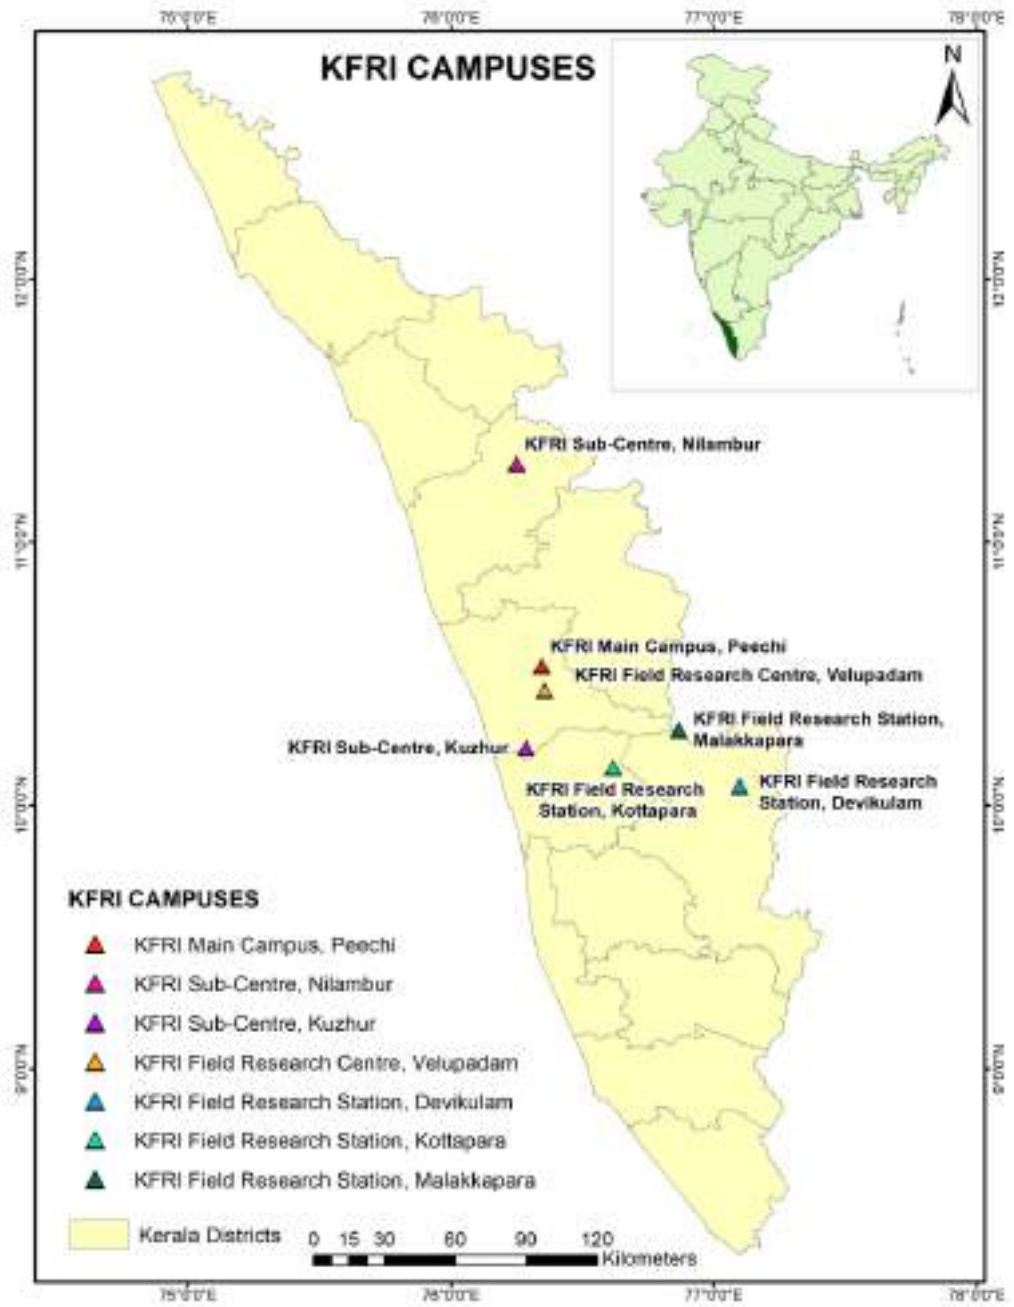 75°0'0"E 76°0'0"E 77°0'0"E 78°0'0"E
KFRI CAMPUSES
N
12°0'0"N 12°0'0"N
KFRI Sub-Centre, Nilambur
11°0'0"N 11°0'0"N
KFRI Main Campus, Peechi
KFRI Field Research Centre, Velupadam
KFRI Field Research Station,
Malakkapara
KFRI Sub-Centre, Kuzhur
KFRI Field Research
Station, Kottapara
KFRI Field Research
Station, Devikulam
10°0'0"N 10°0'0"N
KFRI CAMPUSES
KFRI Main Campus, Peechi
KFRI Sub-Centre, Nilambur
KFRI Sub-Centre, Kuzhur
KFRI Field Research Centre, Velupadam
9°0'0"N 9°0'0"N
KFRI Field Research Station, Devikulam
KFRI Field Research Station, Kottapara
KFRI Field Research Station, Malakkapara
Kerala Districts
0 15 30 60 90 120
Kilometers
75°0'0"E 76°0'0"E 77°0'0"E 78°0'0"E